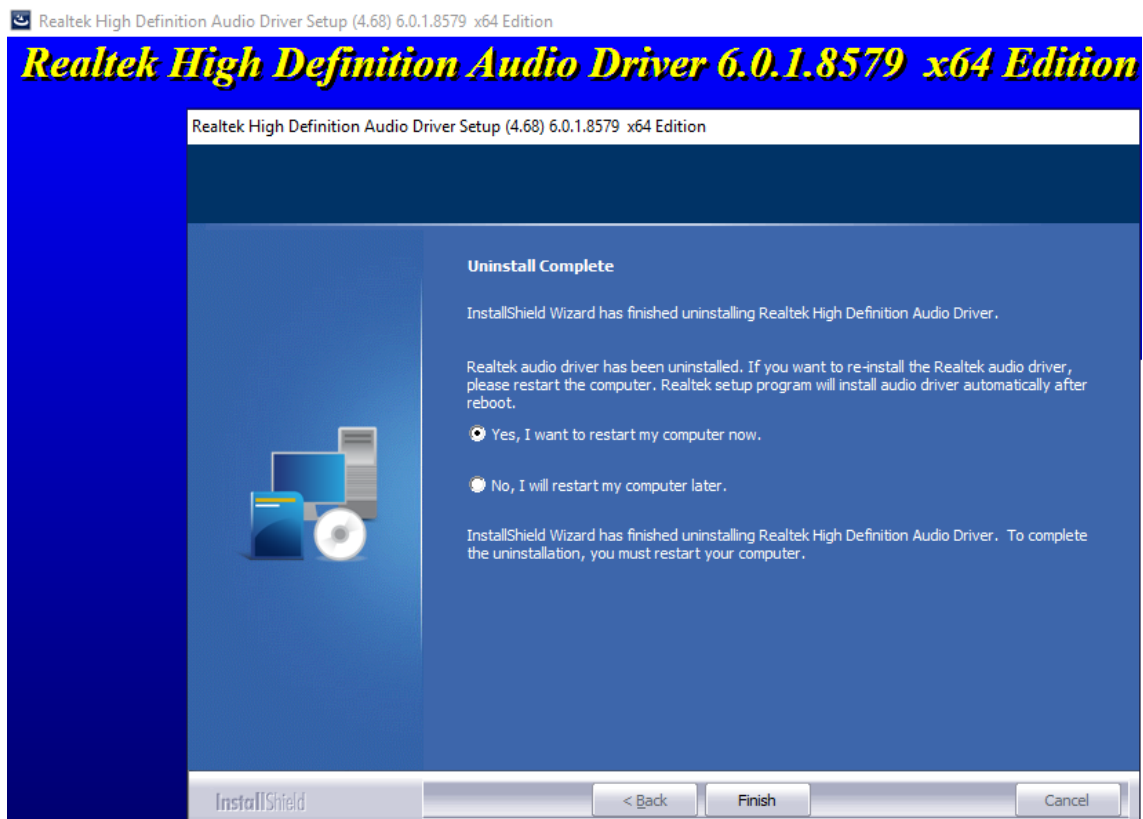 Realtek High Definition Audio Driver Setup (4.68) 6.0.1.8579 x64 Edition
Realtek High Definition Audio Driver 6.0.1.8579 x64 Edition
Realtek High Definition Audio Driver Setup (4.68) 6.0.1.8579 x64 Edition
Uninstall Complete
InstallShield Wizard has finished uninstalling Realtek High Definition Audio Driver.
Realtek audio driver has been uninstalled. If you want to re-install the Realtek audio driver,
please restart the computer. Realtek setup program will install audio driver automatically after
reboot.
Yes, I want to restart my computer now.
No, I will restart my computer later.
InstallShield Wizard has finished uninstalling Realtek High Definition Audio Driver. To complete
the uninstallation, you must restart your computer.
InstallShield
< Back
Finish
Cancel